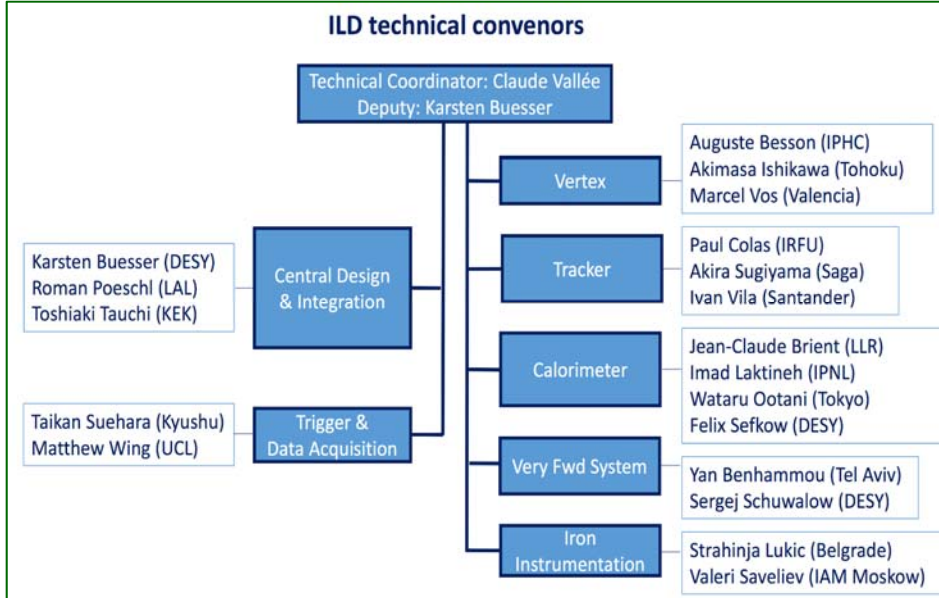 ILD technical convenors
Technical Coordinator: Claude Vallée
Deputy: Karsten Buesser
Vertex
Auguste Besson (IPHC)
Akimasa Ishikawa (Tohoku)
Marcel Vos (Valencia)
Karsten Buesser (DESY)
Roman Poeschl (LAL)
Toshiaki Tauchi (KEK)
Central Design
& Integration
Tracker
Paul Colas (IRFU)
Akira Sugiyama (Saga)
Ivan Vila (Santander)
Calorimeter
Jean-Claude Brient (LLR)
Imad Laktineh (IPNL)
Wataru Ootani (Tokyo)
Felix Sefkow (DESY)
Taikan Suehara (Kyushu)
Matthew Wing (UCL)
Trigger &
Data Acquisition
Very Fwd System
Yan Benhammou (Tel Aviv)
Sergej Schuwalow (DESY)
Iron
Instrumentation
Strahinja Lukic (Belgrade)
Valeri Saveliev (IAM Moskow)